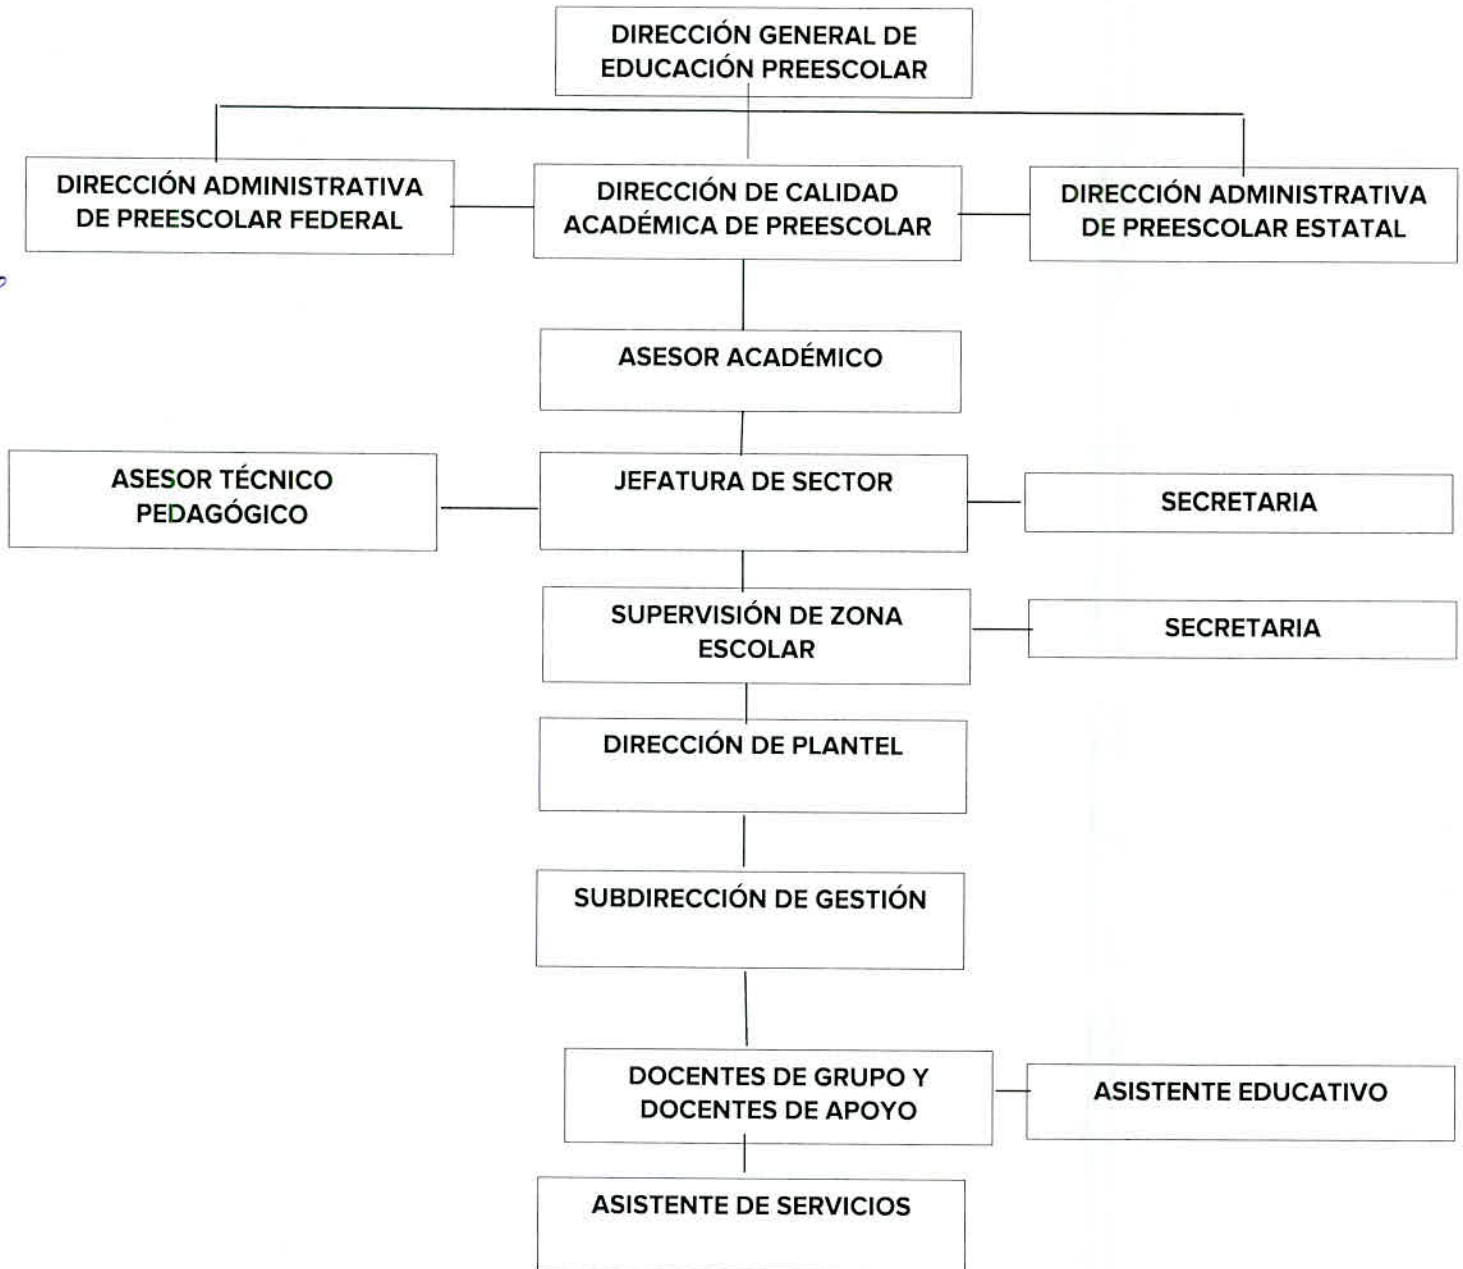 DIRECCIÓN GENERAL DE
EDUCACIÓN PREESCOLAR
DIRECCIÓN ADMINISTRATIVA
DE PREESCOLAR FEDERAL
DIRECCIÓN DE CALIDAD
ACADÉMICA DE PREESCOLAR
DIRECCIÓN ADMINISTRATIVA
DE PREESCOLAR ESTATAL
ASESOR ACADÉMICO
ASESOR TÉCNICO
PEDAGÓGICO
JEFATURA DE SECTOR
SECRETARIA
SUPERVISIÓN DE ZONA
ESCOLAR
SECRETARIA
DIRECCIÓN DE PLANTEL
SUBDIRECCIÓN DE GESTIÓN
DOCENTES DE GRUPO Y
DOCENTES DE APOYO
ASISTENTE EDUCATIVO
ASISTENTE DE SERVICIOS